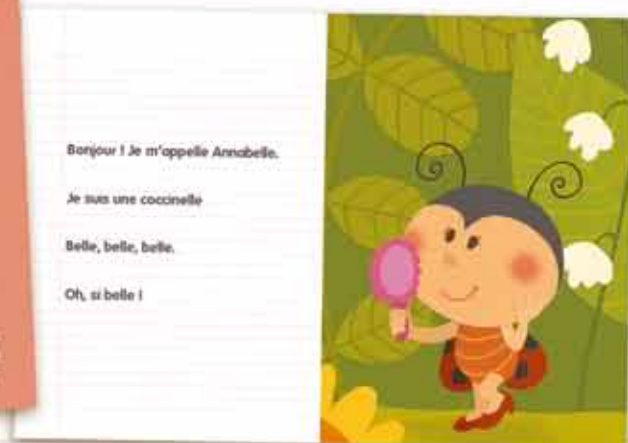 Bonjour ! Je m'appelle Annabelle.
Je suis une coccinelle
Belle, belle, belle.
Oh, si belle !